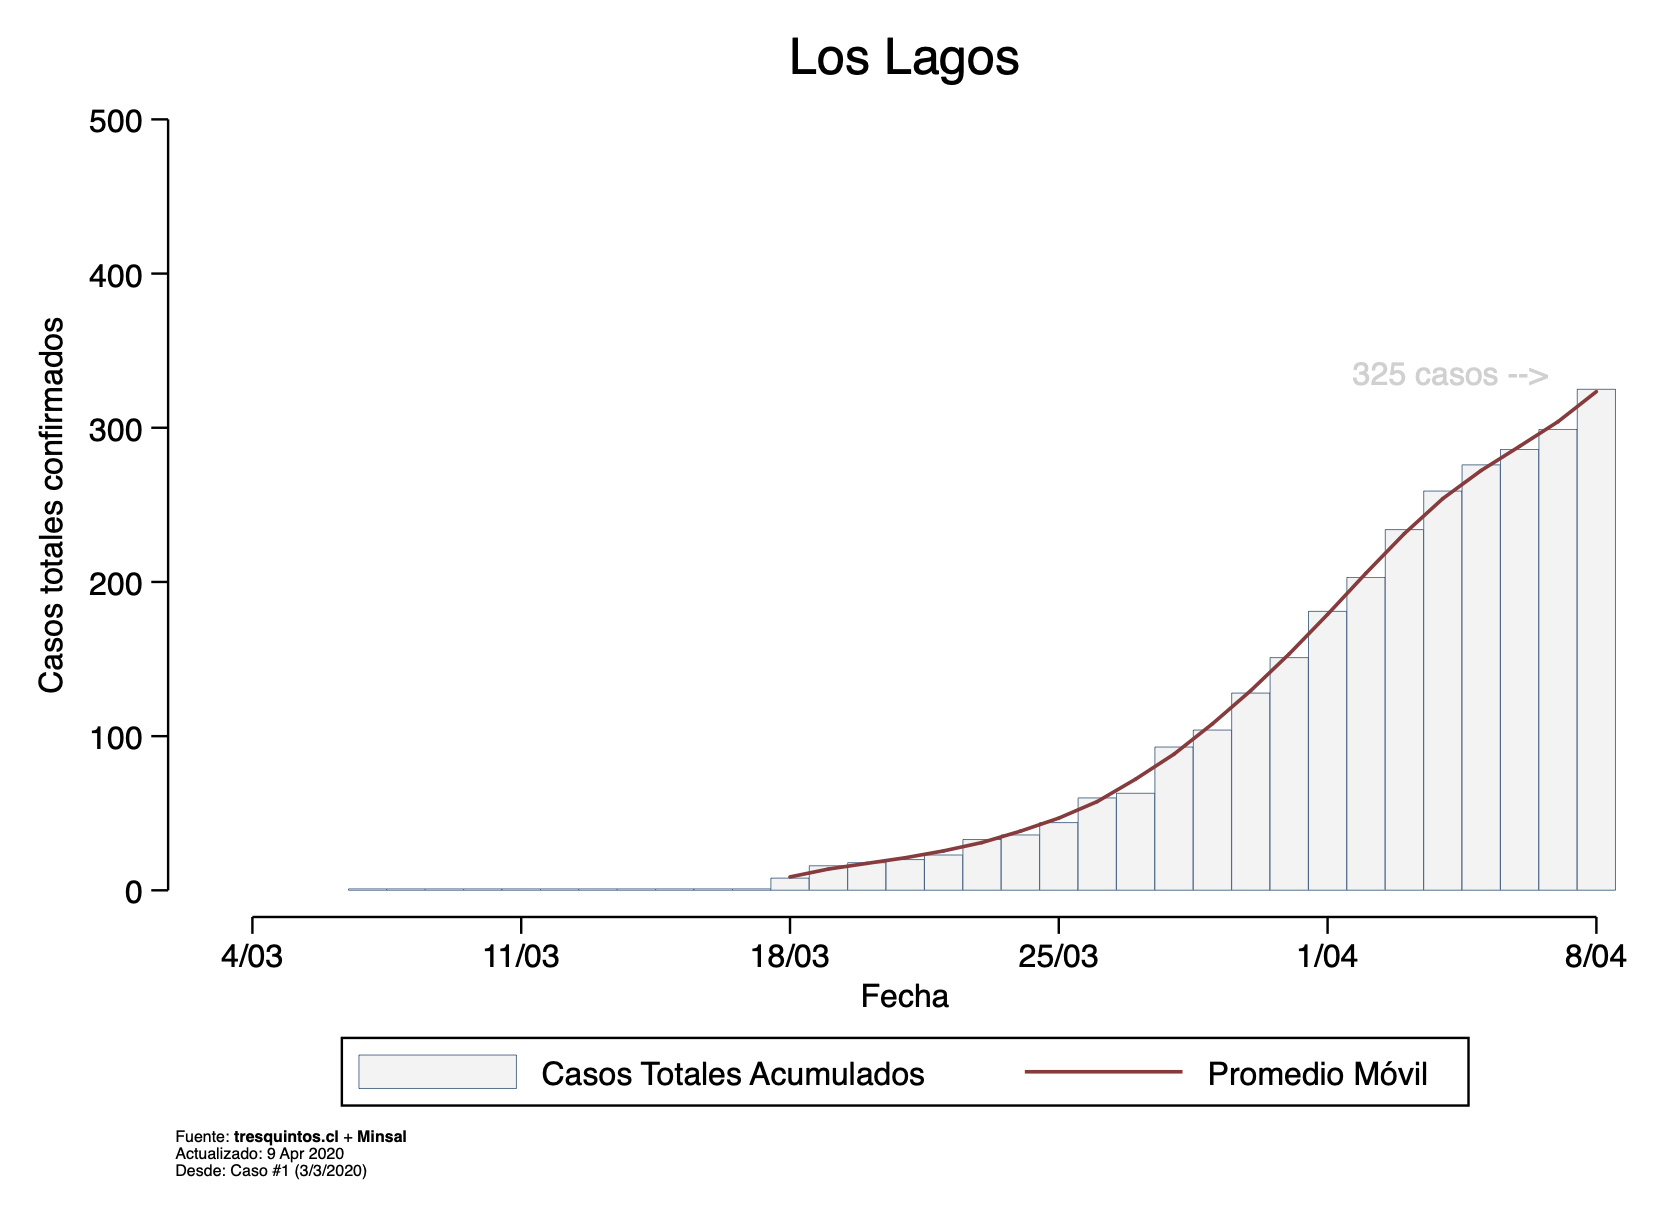 Los Lagos
500
400
300
200
100
0
Casos totales confirmados
325 casos -->
4/03 11/03 18/03 25/03 1/04 8/04
Fecha
Casos Totales Acumulados Promedio Móvil
Fuente: tresquintos.cl + Minsal
Actualizado: 9 Apr 2020
Desde: Caso #1 (3/3/2020)